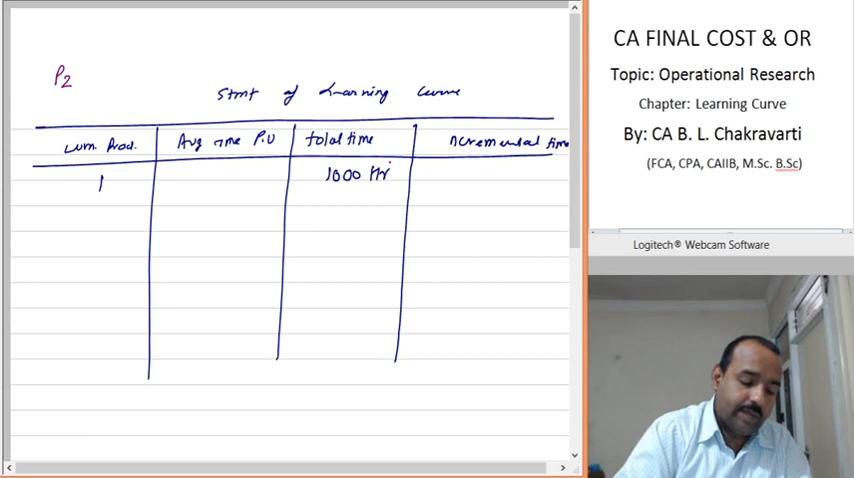 P2
Stmt of Learning Curve
Cum. Prod.
Avg Time P.U
total time
ncremental time
1
1000 Hr
CA FINAL COST & OR
Topic: Operational Research
Chapter: Learning Curve
By: CA B. L. Chakravarti
(FCA, CPA, CAIIB, M.Sc. B.Sc)
Logitech® Webcam Software